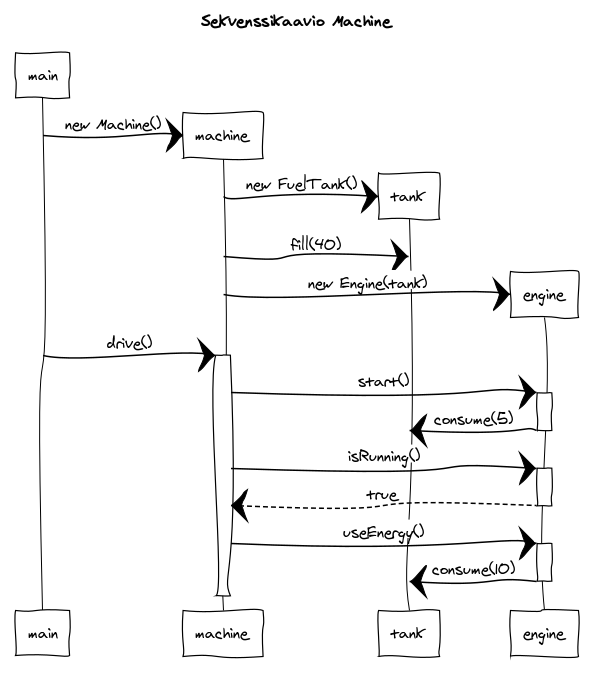 Sekvenssikaavio Machine
main
new Machine()
machine
new FuelTank()
tank
fill(40)
new Engine(tank)
engine
drive()
start()
consume(5)
isRunning()
true
useEnergy()
consume(10)
main machine tank engine